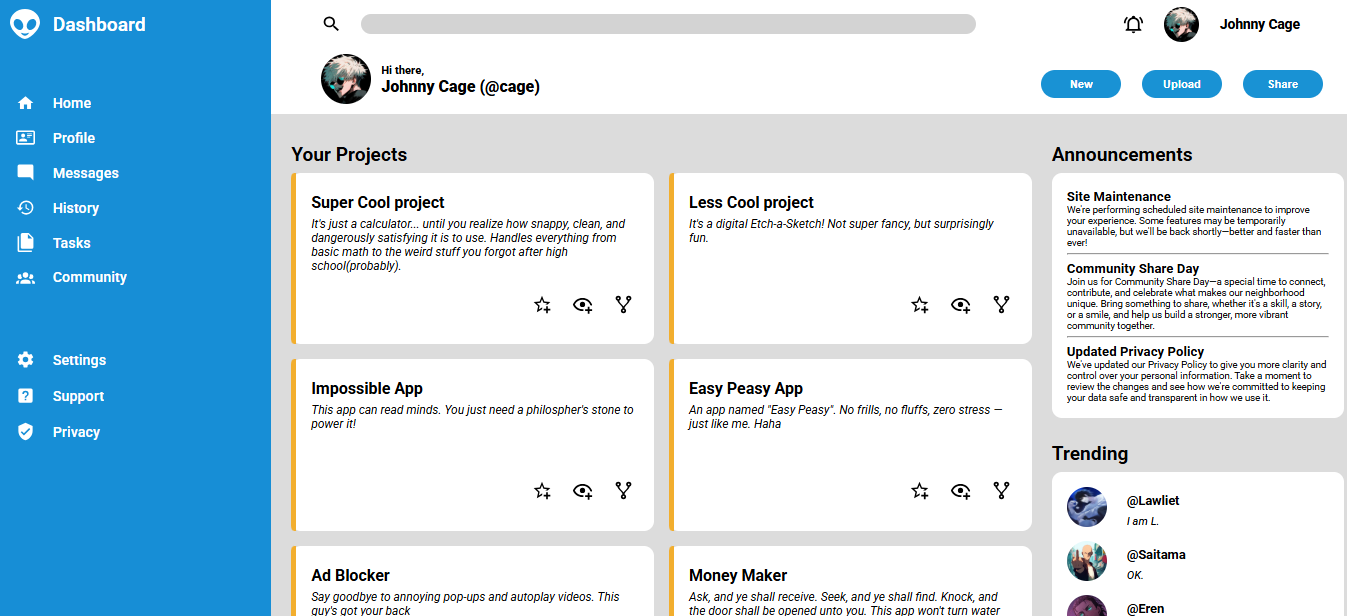 Dashboard
Home
Profile
Messages
History
Tasks
Community
Settings
Support
Privacy
Johnny Cage
Hi there,
Johnny Cage (@cage)
New
Upload
Share
Your Projects
Super Cool project
It's just a calculator... until you realize how snappy, clean, and
dangerously satisfying it is to use. Handles everything from
basic math to the weird stuff you forgot after high
school(probably).
Less Cool project
It's a digital Etch-a-Sketch! Not super fancy, but surprisingly
fun.
Impossible App
This app can read minds. You just need a philospher's stone to
power it!
Easy Peasy App
An app named "Easy Peasy". No frills, no fluffs, zero stress —
just like me. Haha
Ad Blocker
Say goodbye to annoying pop-ups and autoplay videos. This
guy's got your back
Money Maker
Ask, and ye shall receive. Seek, and ye shall find. Knock, and
the door shall be opened unto you. This app won't turn water
Announcements
Site Maintenance
We're performing scheduled site maintenance to improve
your experience. Some features may be temporarily
unavailable, but we'll be back shortly—better and faster than
ever!
Community Share Day
Join us for Community Share Day—a special time to connect,
contribute, and celebrate what makes our neighborhood
unique. Bring something to share, whether it's a skill, a story,
or a smile, and help us build a stronger, more vibrant
community together.
Updated Privacy Policy
We've updated our Privacy Policy to give you more clarity and
control over your personal information. Take a moment to
review the changes and see how we're committed to keeping
your data safe and transparent in how we use it.
Trending
@Lawliet
I am L.
@Saitama
OK.
@Eren